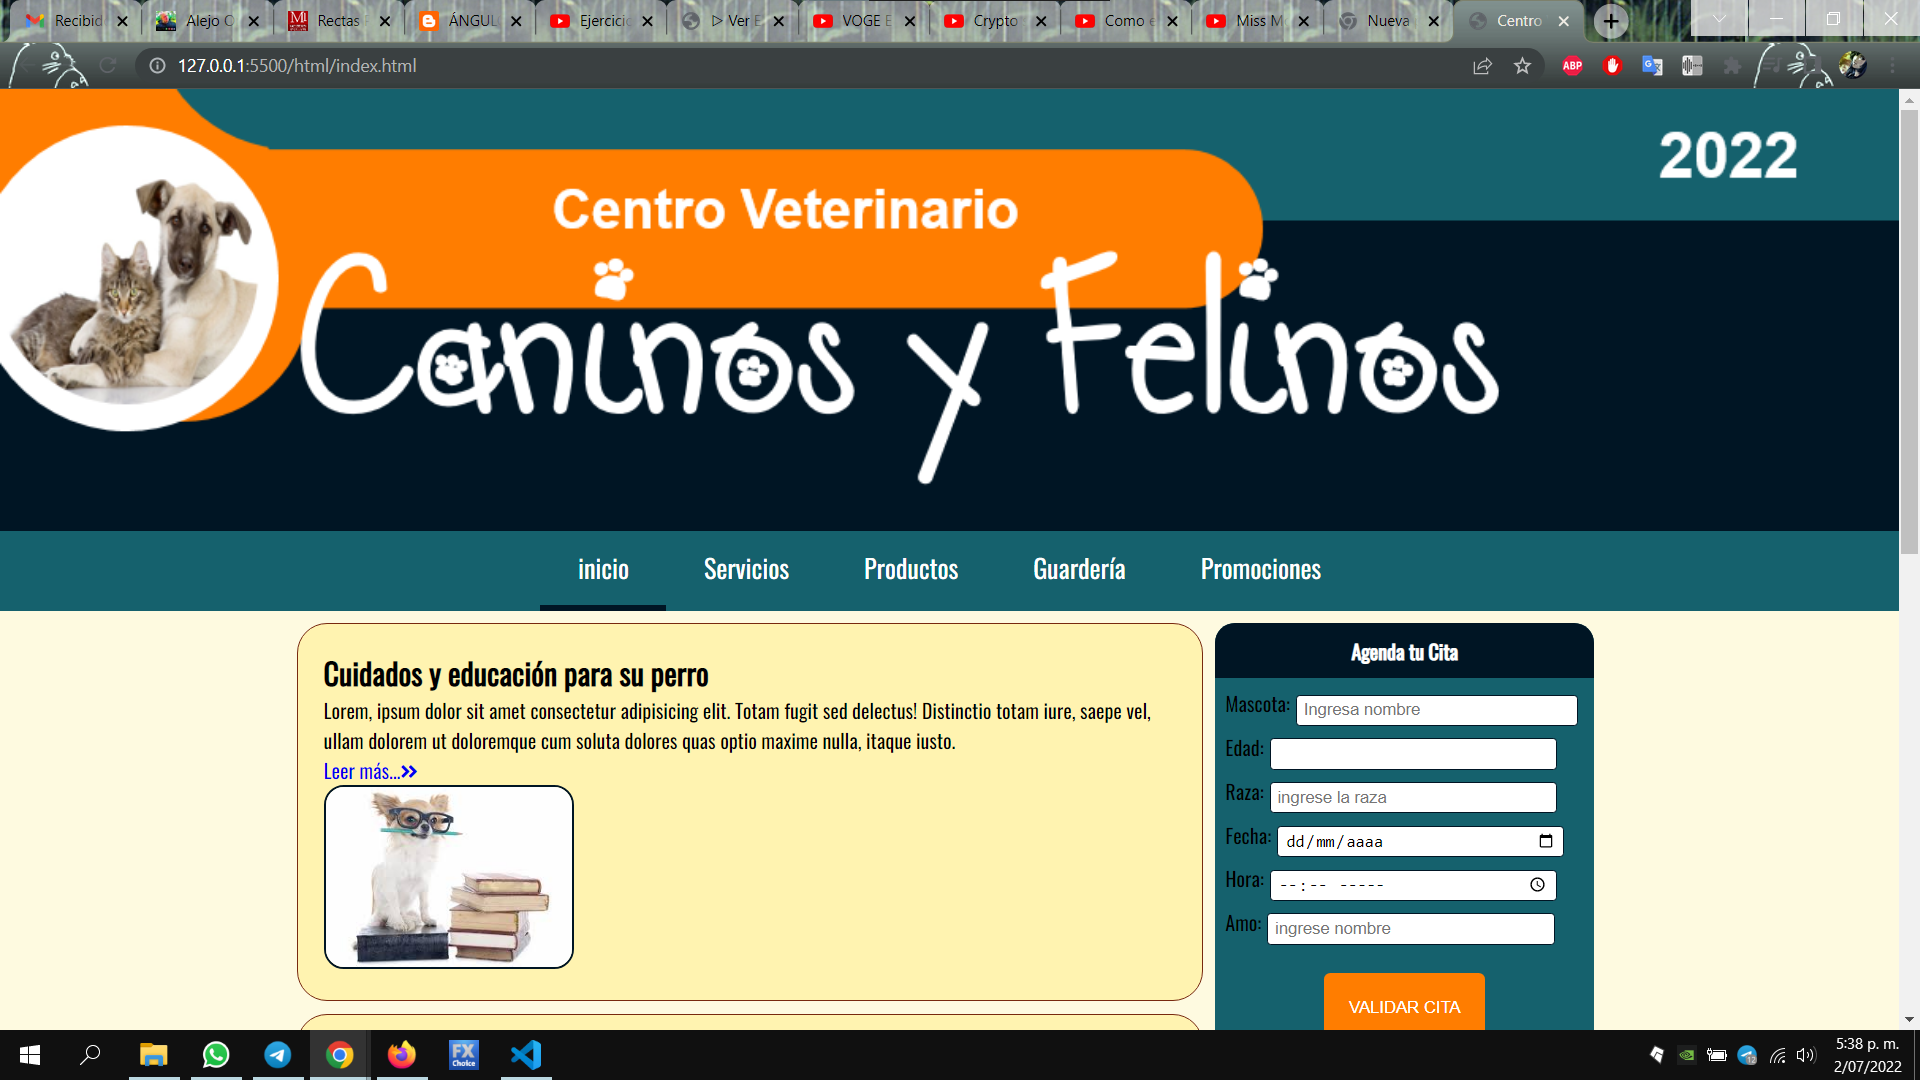 Recibid
Alejo O
Rectas
ÁNGUL
Ejercici
▷ Ver E
VOGE E
Crypto
Como e
Miss M
Nueva
Centro
127.0.0.1:5500/html/index.html
ABP
2022
Centro Veterinario
Caninos y Felinos
inicio
Servicios
Productos
Guardería
Promociones
Cuidados y educación para su perro
Lorem, ipsum dolor sit amet consectetur adipisicing elit. Totam fugit sed delectus! Distinctio totam iure, saepe vel,
ullam dolorem ut doloremque cum soluta dolores quas optio maxime nulla, itaque iusto.
Leer más...»
Agenda tu Cita
Mascota: Ingresa nombre
Edad:
Raza: ingrese la raza
Fecha: dd/mm/aaaa
Hora: --:-- -----
Amo: ingrese nombre
VALIDAR CITA
FX
Choice
12
5:38 p. m.
2/07/2022